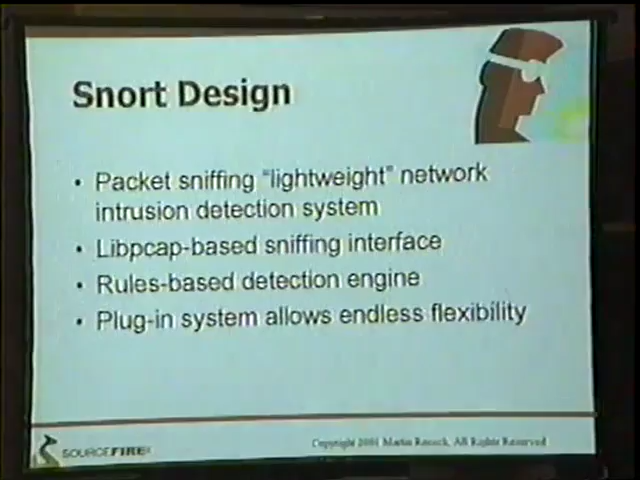 Snort Design
• Packet sniffing "lightweight" network
intrusion detection system
• Libpcap-based sniffing interface
• Rules-based detection engine
• Plug-in system allows endless flexibility
SOURCEFIRE
Copyright 2001 Martin Roesch, All Rights Reserved